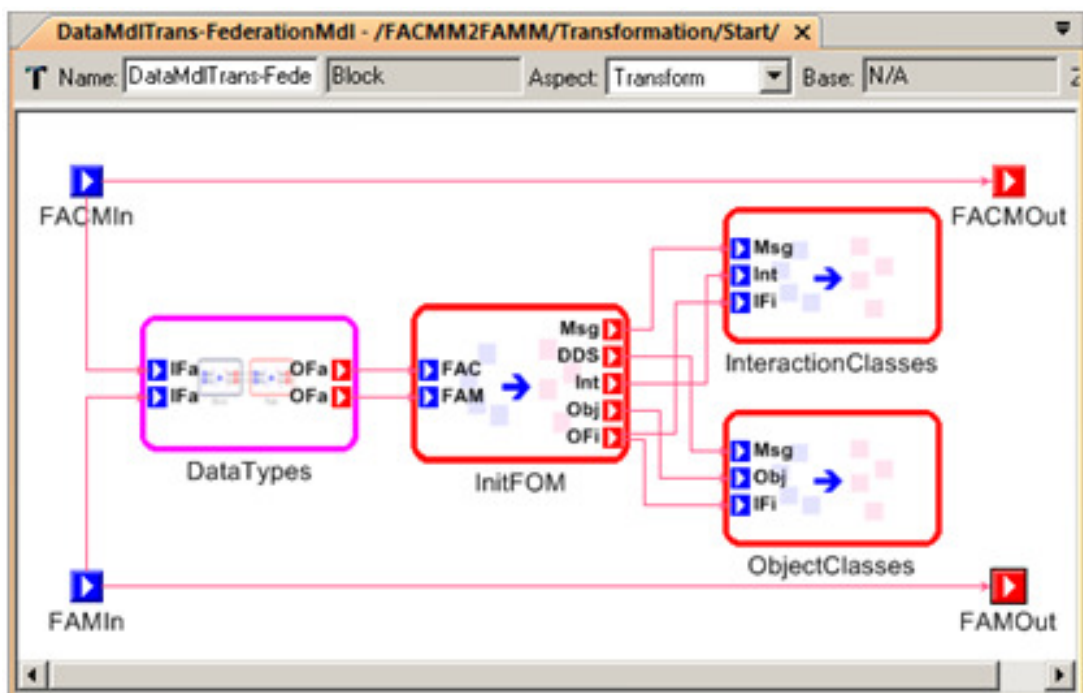 DataMdlTrans-FederationMdl - /FACMM2FAMM/Transformation/Start/ ×
Name: DataMdlTrans-Fede Block Aspect: Transform Base: N/A
FACMIn
FACMOut
Msg
Int
IFi
InteractionClasses
IFa OFa
IFa OFa
DataTypes
FAC
FAM
Msg
DDS
Int
Obj
OFi
InitFOM
Msg
Obj
IFi
ObjectClasses
FAMIn
FAMOut